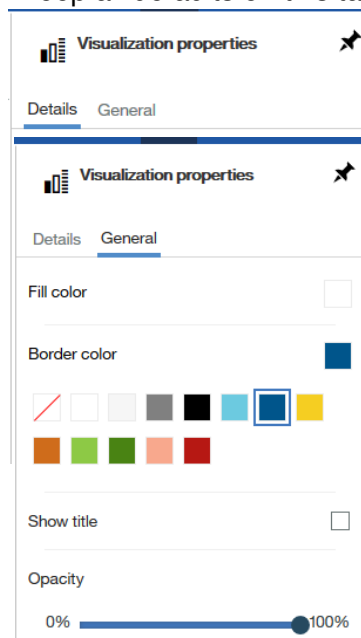 Visualization properties
Details General
Visualization properties
Details General
Fill color
Border color
Show title
Opacity
0% 100%